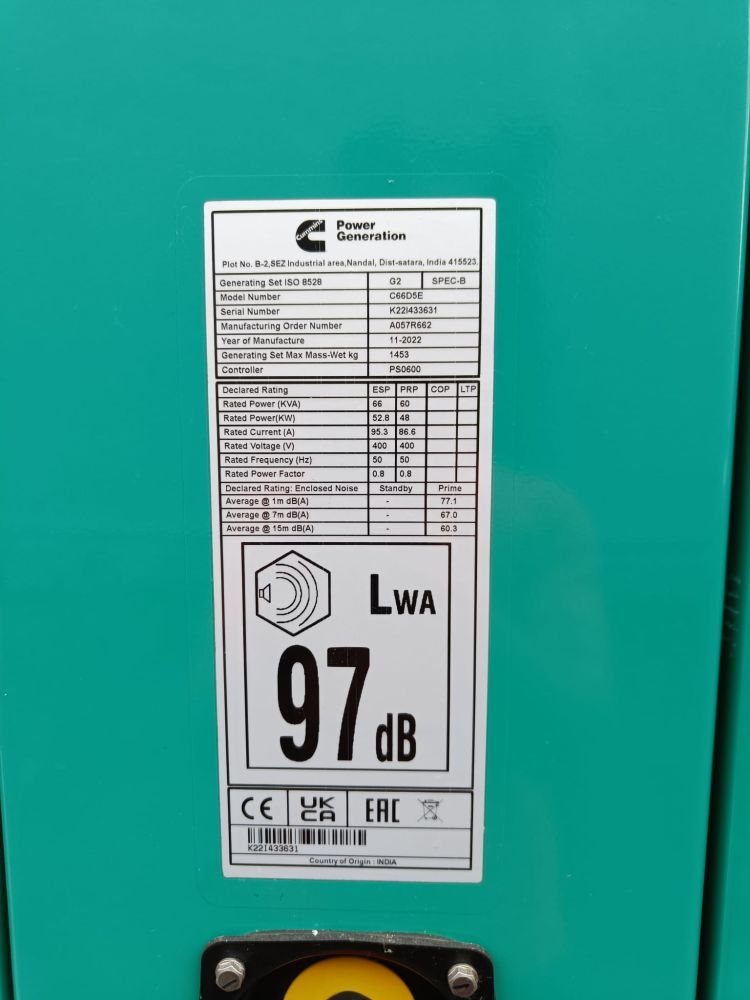 Cummins
Power
Generation
Plot No. B-2,SEZ Industrial area,Nandal, Dist-satara, India 415523.
Generating Set ISO 8528 G2 SPEC-B
Model Number C66D5E
Serial Number K22I433631
Manufacturing Order Number A057R662
Year of Manufacture 11-2022
Generating Set Max Mass-Wet kg 1453
Controller PS0600
Declared Rating ESP PRP COP LTP
Rated Power (KVA) 66 60
Rated Power(KW) 52.8 48
Rated Current (A) 95.3 86.6
Rated Voltage (V) 400 400
Rated Frequency (Hz) 50 50
Rated Power Factor 0.8 0.8
Declared Rating: Enclosed Noise Standby Prime
Average @ 1m dB(A) - 77.1
Average @ 7m dB(A) - 67.0
Average @ 15m dB(A) - 60.3
LWA
97 dB
CE UK CA EAC
K22I433631
Country of Origin : INDIA